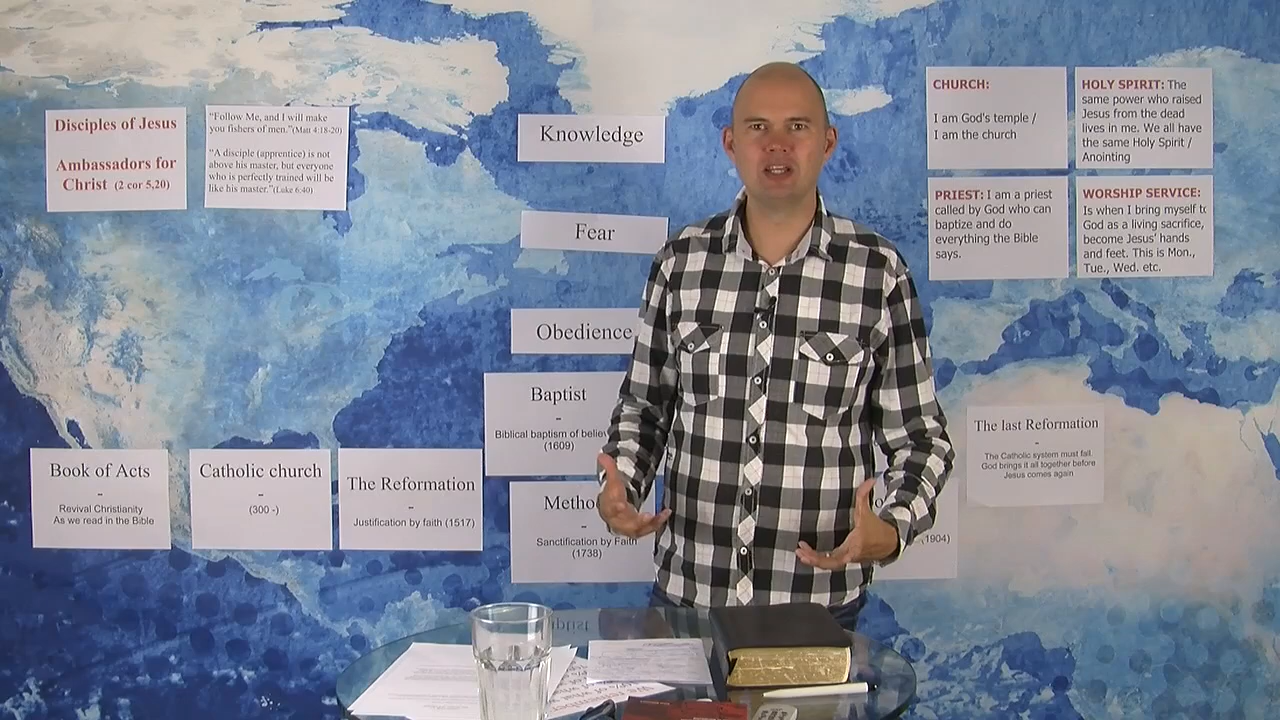 Disciples of Jesus
Ambassadors for
Christ (2 cor 5,20)
"Follow Me, and I will make
you fishers of men."(Matt 4:18-20)
"A disciple (apprentice) is not
above his master, but everyone
who is perfectly trained will be
like his master."(Luke 6:40)
Knowledge
Fear
Obedience
Baptist
-
Biblical baptism of
(1609)
-
Sanctification by Faith
(1738)
CHURCH:
I am God's temple /
I am the church
HOLY SPIRIT: The
same power who raised
Jesus from the dead
lives in me. We all have
the same Holy Spirit /
Anointing
PRIEST: I am a priest
called by God who can
baptize and do
everything the Bible
says.
WORSHIP SERVICE:
Is when I bring myself to
God as a living sacrifice,
become Jesus' hands
and feet. This is Mon.,
Tue., Wed. etc.
Book of Acts
-
Revival Christianity
As we read in the Bible
Catholic church
-
(300 -)
The Reformation
-
Justification by faith (1517)
(1904)
The last Reformation
-
The Catholic system must fall.
God brings it all together before
Jesus comes again